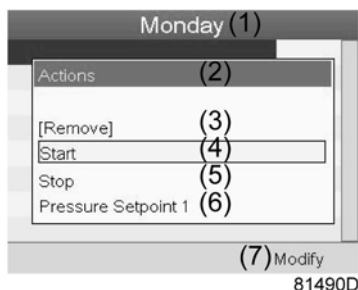 Monday (1)
Actions (2)
[Remove] (3)
Start (4)
Stop (5)
Pressure Setpoint 1 (6)
(7) Modify
81490D